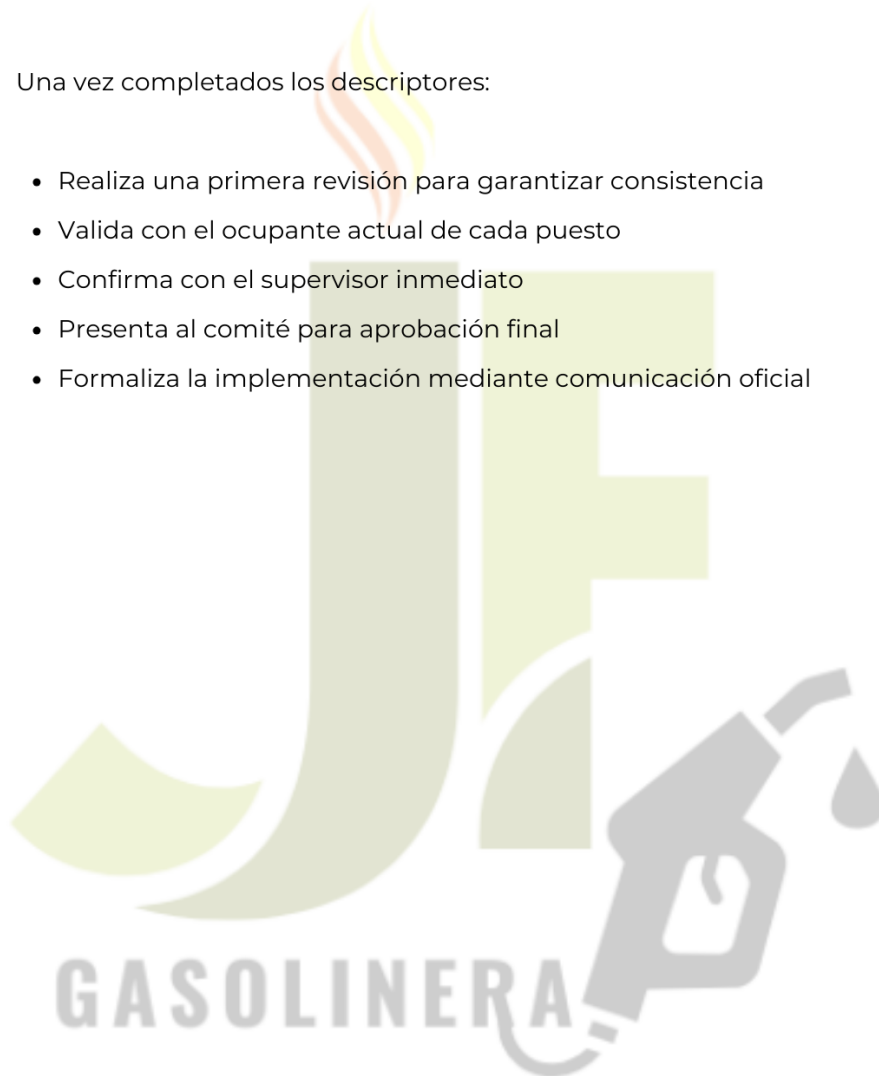 Una vez completados los descriptores:
• Realiza una primera revisión para garantizar consistencia
• Valida con el ocupante actual de cada puesto
• Confirma con el supervisor inmediato
• Presenta al comité para aprobación final
• Formaliza la implementación mediante comunicación oficial
JF
GASOLINERA